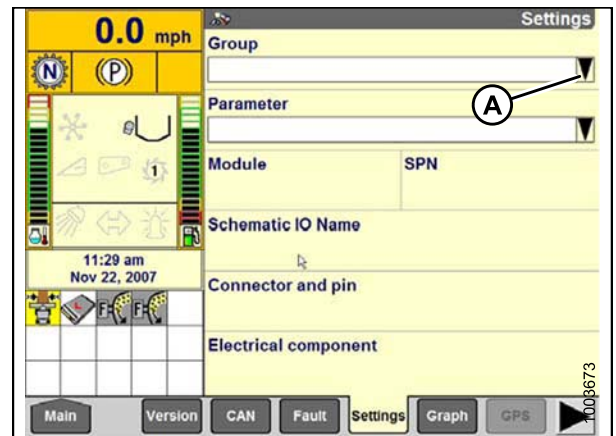 0.0 mph
Settings
Group
N
(P)
A
Parameter
1
Module SPN
Schematic IO Name
11:29 am
Nov 22, 2007
Connector and pin
F F
Electrical component
Main Version CAN Fault Settings Graph GPS
1003673